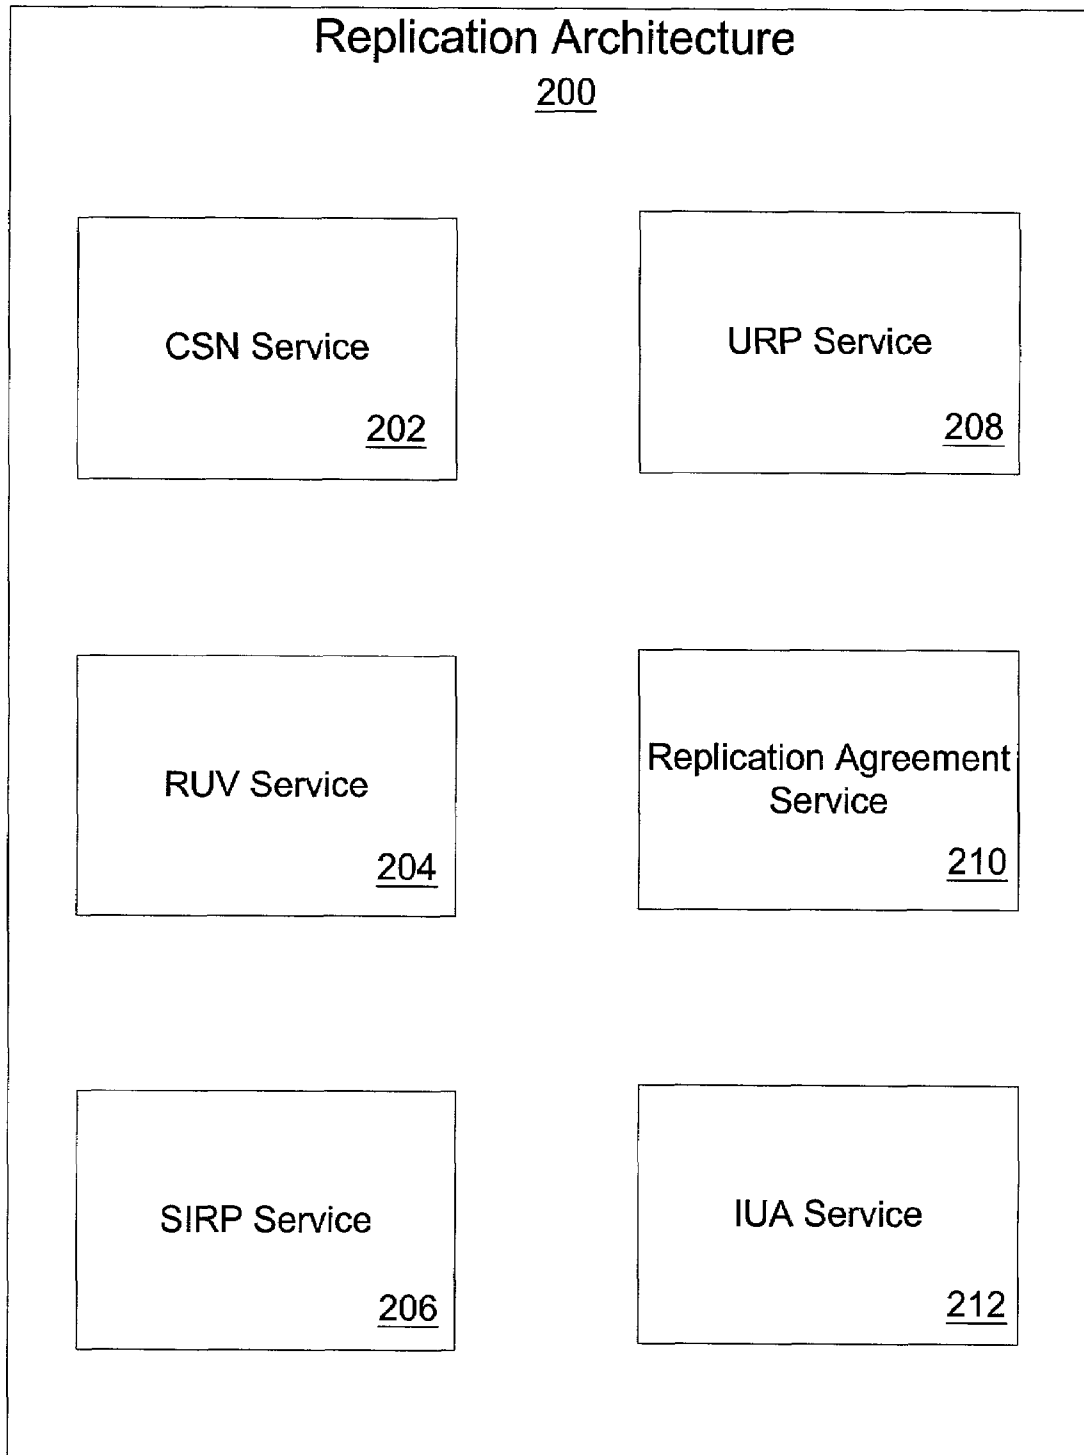 Replication Architecture
200
CSN Service
202
URP Service
208
RUV Service
204
Replication Agreement
Service
210
SIRP Service
206
IUA Service
212